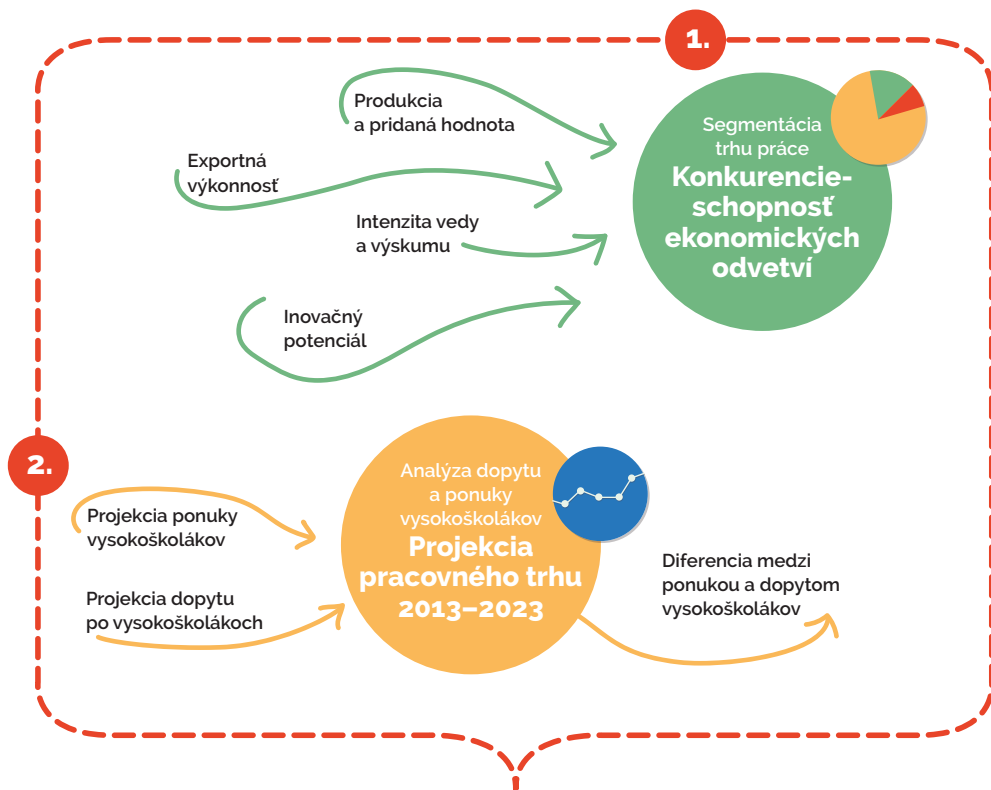 1.
Produkcia
a pridaná hodnota
Exportná
výkonnosť
Intenzita vedy
a výskumu
Inovačný
potenciál
Segmentácia
trhu práce
Konkurencie-
schopnosť
ekonomických
odvetví
2.
Projekcia ponuky
vysokoškolákov
Projekcia dopytu
po vysokoškolákoch
Analýza dopytu
a ponuky
vysokoškolákov
Projekcia
pracovného trhu
2013–2023
Diferencia medzi
ponukou a dopytom
vysokoškolákov